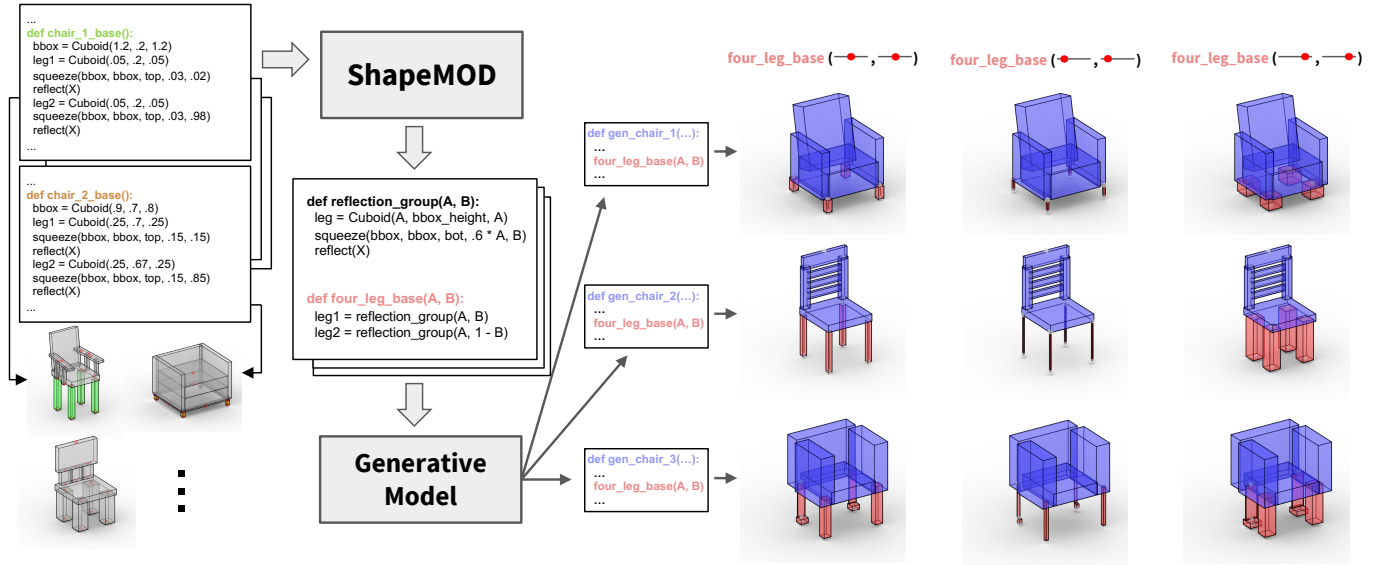 ...
def chair_1_base():
bbox = Cuboid(1.2, .2, 1.2)
leg1 = Cuboid(.05, .2, .05)
squeeze(bbox, bbox, top, .03, .02)
reflect(X)
leg2 = Cuboid(.05, .2, .05)
squeeze(bbox, bbox, top, .03, .98)
reflect(X)
...
...
def chair_2_base():
bbox = Cuboid(.9, .7, .8)
leg1 = Cuboid(.25, .7, .25)
squeeze(bbox, bbox, top, .15, .15)
reflect(X)
leg2 = Cuboid(.25, .67, .25)
squeeze(bbox, bbox, top, .15, .85)
reflect(X)
...
ShapeMOD
def reflection_group(A, B):
leg = Cuboid(A, bbox_height, A)
squeeze(bbox, bbox, bot, .6 * A, B)
reflect(X)
def four_leg_base(A, B):
leg1 = reflection_group(A, B)
leg2 = reflection_group(A, 1 - B)
Generative
Model
def gen_chair_1(...):
...
four_leg_base(A, B)
...
def gen_chair_2(...):
...
four_leg_base(A, B)
...
def gen_chair_3(...):
...
four_leg_base(A, B)
...
four_leg_base ( , )
four_leg_base ( , )
four_leg_base ( , )